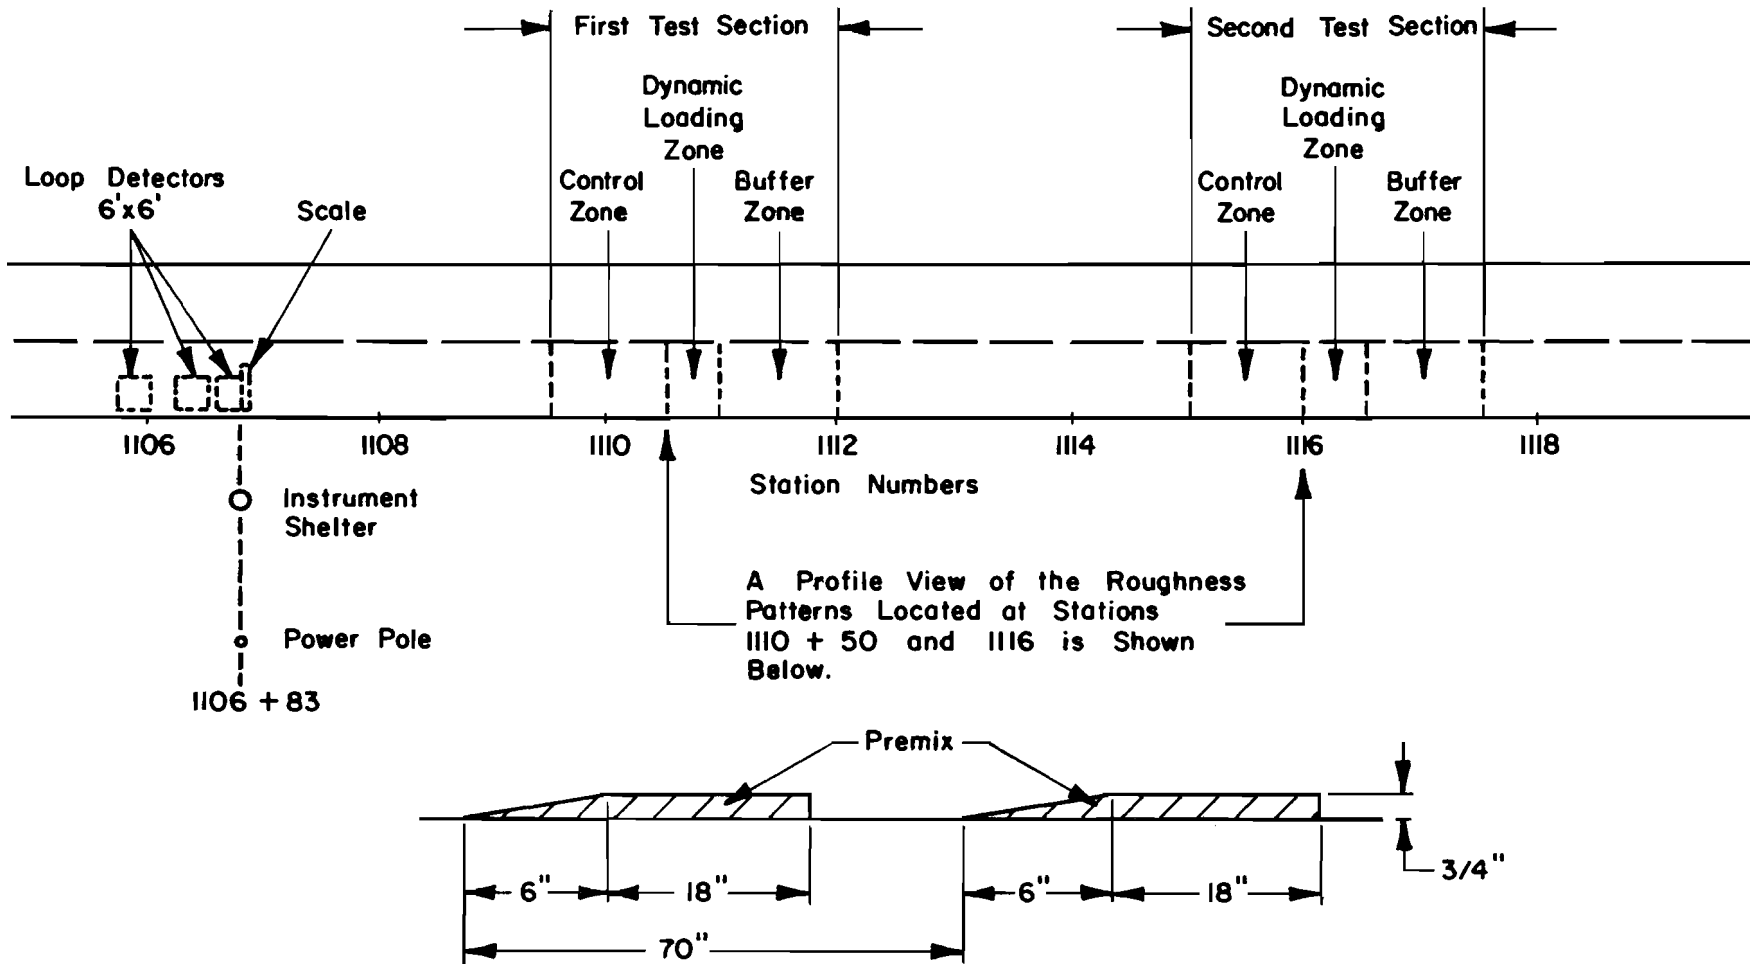 First Test Section
Second Test Section
Dynamic
Loading
Zone
Dynamic
Loading
Zone
Loop Detectors
6'x6'
Scale
Control
Zone
Buffer
Zone
Control
Zone
Buffer
Zone
1106
1108
1110
1112
1114
1116
1118
Station Numbers
Instrument
Shelter
A Profile View of the Roughness
Patterns Located at Stations
1110 + 50 and 1116 is Shown
Below.
Power Pole
1106 + 83
Premix
3/4"
6"
18"
6"
18"
70"